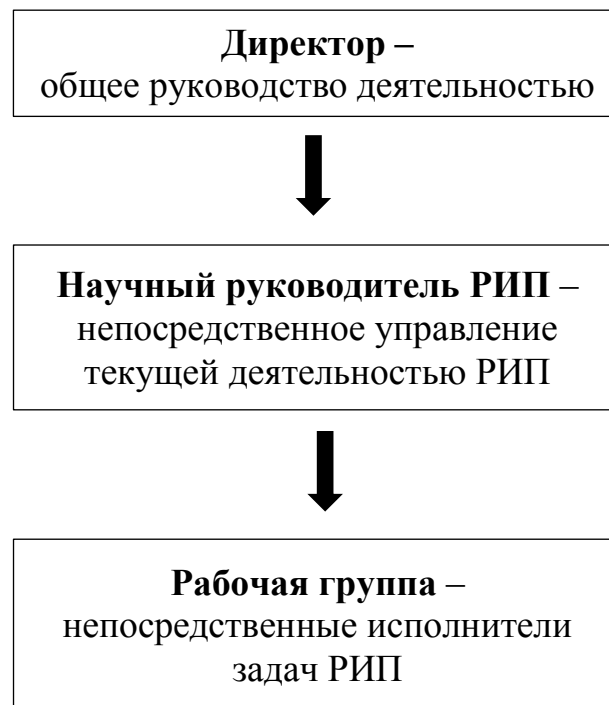 Директор –
общее руководство деятельностью
Научный руководитель РИП –
непосредственное управление
текущей деятельностью РИП
Рабочая группа –
непосредственные исполнители
задач РИП